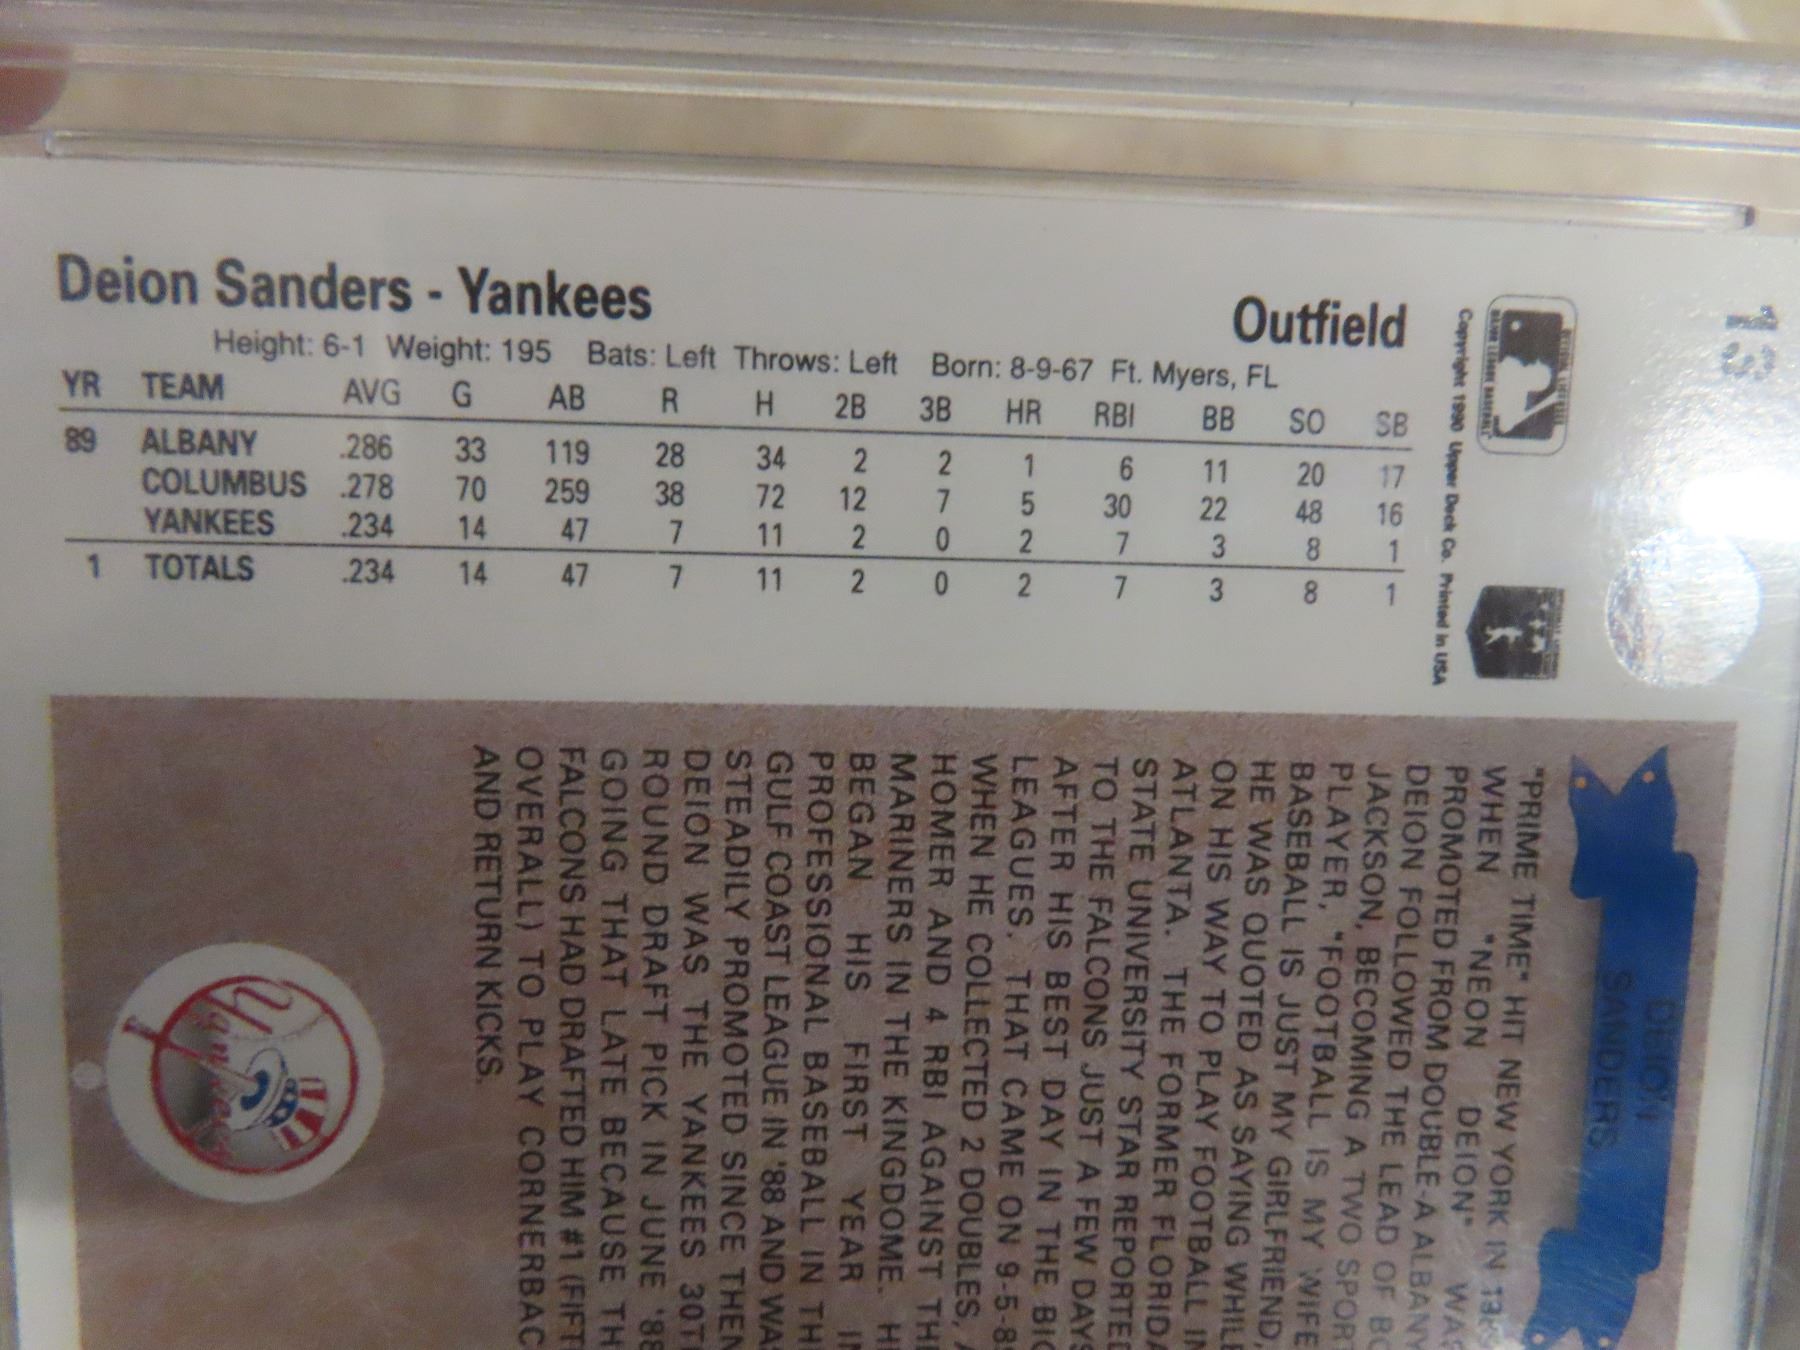 13
Deion Sanders - Yankees
Outfield
Height: 6-1 Weight: 195 Bats: Left Throws: Left Born: 8-9-67 Ft. Myers, FL
YR TEAM AVG G AB R H 2B 3B HR RBI BB SO SB
89 ALBANY .286 33 119 28 34 2 2 1 6 11 20 17
COLUMBUS .278 70 259 38 72 12 7 5 30 22 48 16
YANKEES .234 14 47 7 11 2 0 2 7 3 8 1
1 TOTALS .234 14 47 7 11 2 0 2 7 3 8 1
Copyright 1990 Upper Deck Co. Printed in USA
DEION
SANDERS
"PRIME TIME" HIT NEW YORK IN
WHEN "NEON DEION"
PROMOTED FROM DOUBLE-A ALBANY
DEION FOLLOWED THE LEAD OF
JACKSON, BECOMING A TWO
PLAYER, "FOOTBALL IS MY WIFE
BASEBALL IS JUST MY GIRLFRIEND,
HE WAS QUOTED AS SAYING
ON HIS WAY TO PLAY FOOTBALL
ATLANTA. THE FORMER FLORIDA
STATE UNIVERSITY STAR
TO THE FALCONS JUST A FEW
AFTER HIS BEST DAY IN THE
LEAGUES. THAT CAME ON
WHEN HE COLLECTED 2 DOUBLES,
HOMER AND 4 RBI AGAINST
MARINERS IN THE KINGDOME.
BEGAN HIS FIRST YEAR
PROFESSIONAL BASEBALL IN
GULF COAST LEAGUE IN '88 AND
STEADILY PROMOTED SINCE
DEION WAS THE YANKEES
ROUND DRAFT PICK IN JUNE
GOING THAT LATE BECAUSE
FALCONS HAD DRAFTED HIM #1
OVERALL) TO PLAY
AND RETURN KICKS.
Yankees